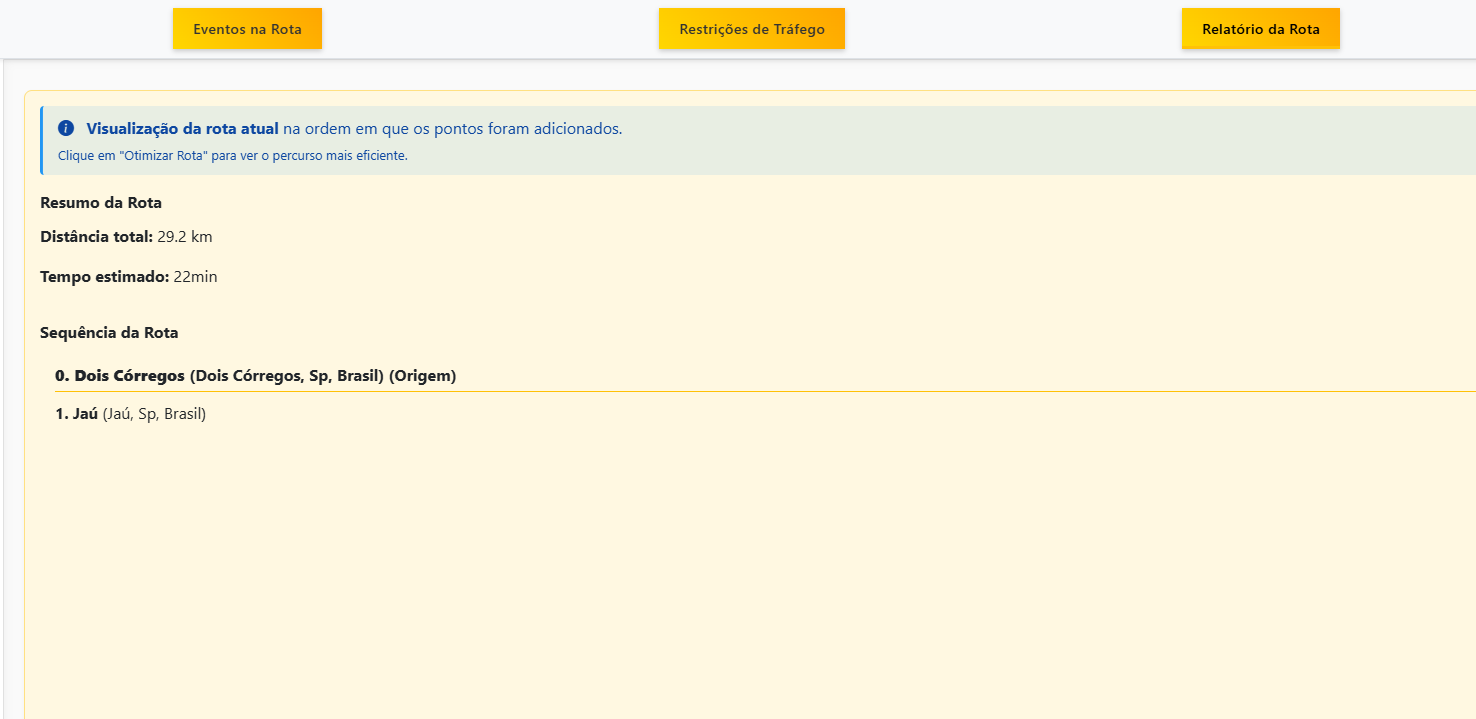 Eventos na Rota
Restrições de Tráfego
Relatório da Rota
Visualização da rota atual na ordem em que os pontos foram adicionados.
Clique em "Otimizar Rota" para ver o percurso mais eficiente.
Resumo da Rota
Distância total: 29.2 km
Tempo estimado: 22min
Sequência da Rota
0. Dois Córregos (Dois Córregos, Sp, Brasil) (Origem)
1. Jaú (Jaú, Sp, Brasil)